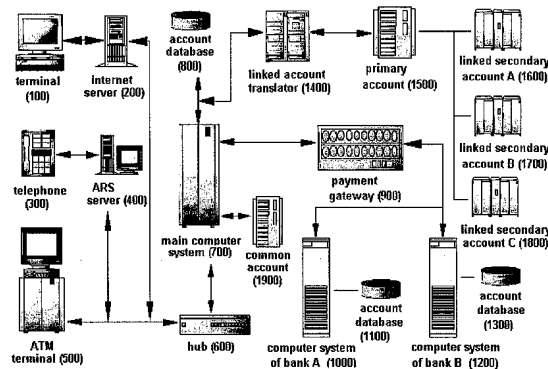 terminal
(100)
internet
server (200)
account
database
(800)
linked account
translator (1400)
primary
account (1500)
linked secondary
account A (1600)
telephone
(300)
ARS
server (400)
main computer
system (700)
payment
gateway (900)
linked secondary
account B (1700)
common
account
(1900)
linked secondary
account C (1800)
ATM
terminal (500)
hub (600)
computer system
of bank A (1000)
account
database
(1100)
computer system
of bank B (1200)
account
database
(1300)